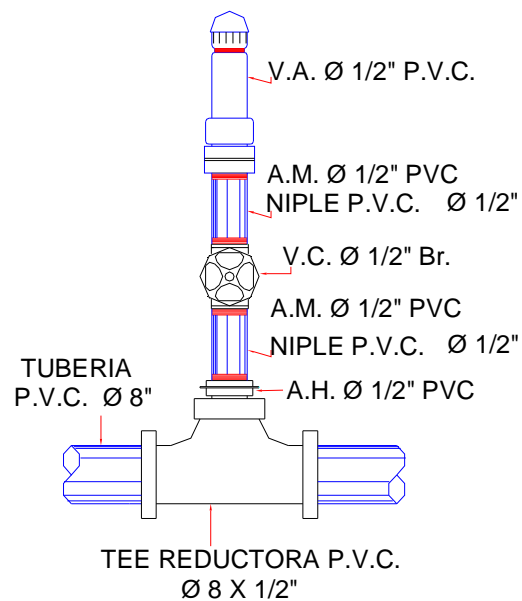 V.A. Ø 1/2" P.V.C.
A.M. Ø 1/2" PVC
NIPLE P.V.C. Ø 1/2"
V.C. Ø 1/2" Br.
A.M. Ø 1/2" PVC
NIPLE P.V.C. Ø 1/2"
A.H. Ø 1/2" PVC
TUBERIA
P.V.C. Ø 8"
TEE REDUCTORA P.V.C.
Ø 8 X 1/2"